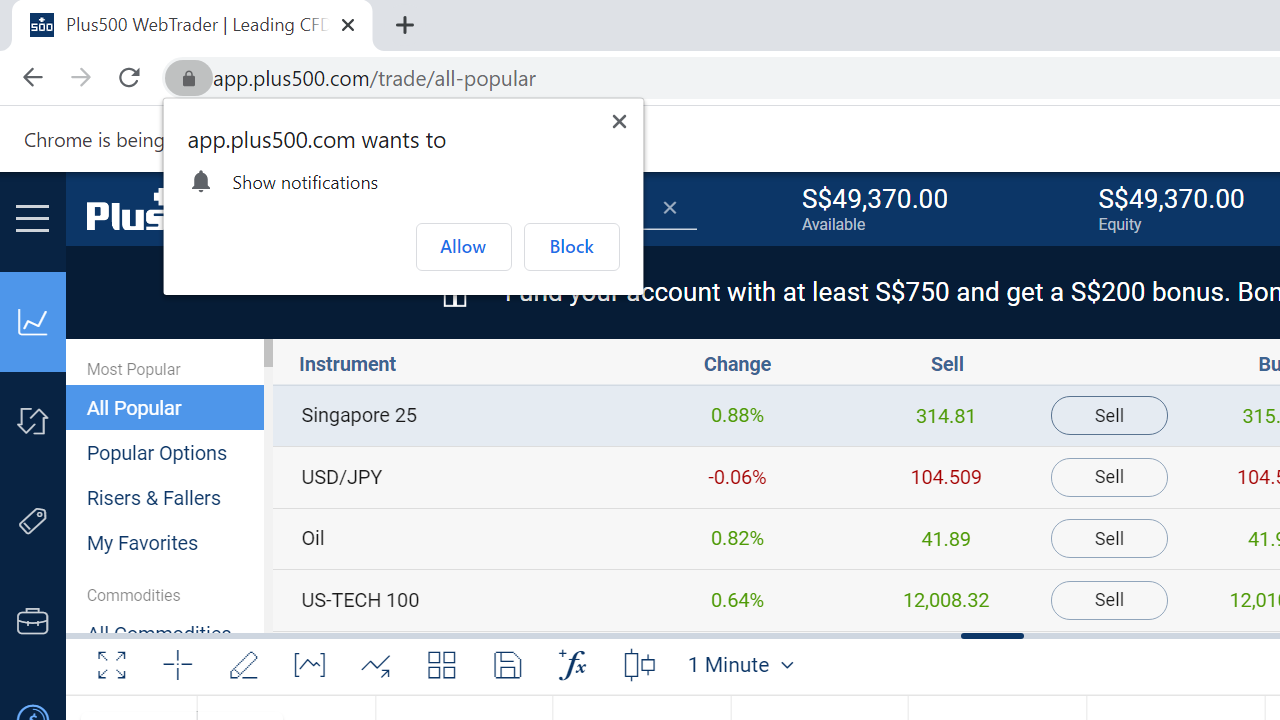 500
Plus500 WebTrader | Leading CFD
app.plus500.com/trade/all-popular
Chrome is being
app.plus500.com wants to
Show notifications
Allow
Block
Plus
S$49,370.00
Available
S$49,370.00
Equity
Fund your account with at least S$750 and get a S$200 bonus. Bon
Most Popular
All Popular
Popular Options
Risers & Fallers
My Favorites
Commodities
All Commodities
Instrument Change Sell Bu
Singapore 25 0.88% 314.81 Sell 315.
USD/JPY -0.06% 104.509 Sell 104.5
Oil 0.82% 41.89 Sell 41.9
US-TECH 100 0.64% 12,008.32 Sell 12,010
+fx
1 Minute